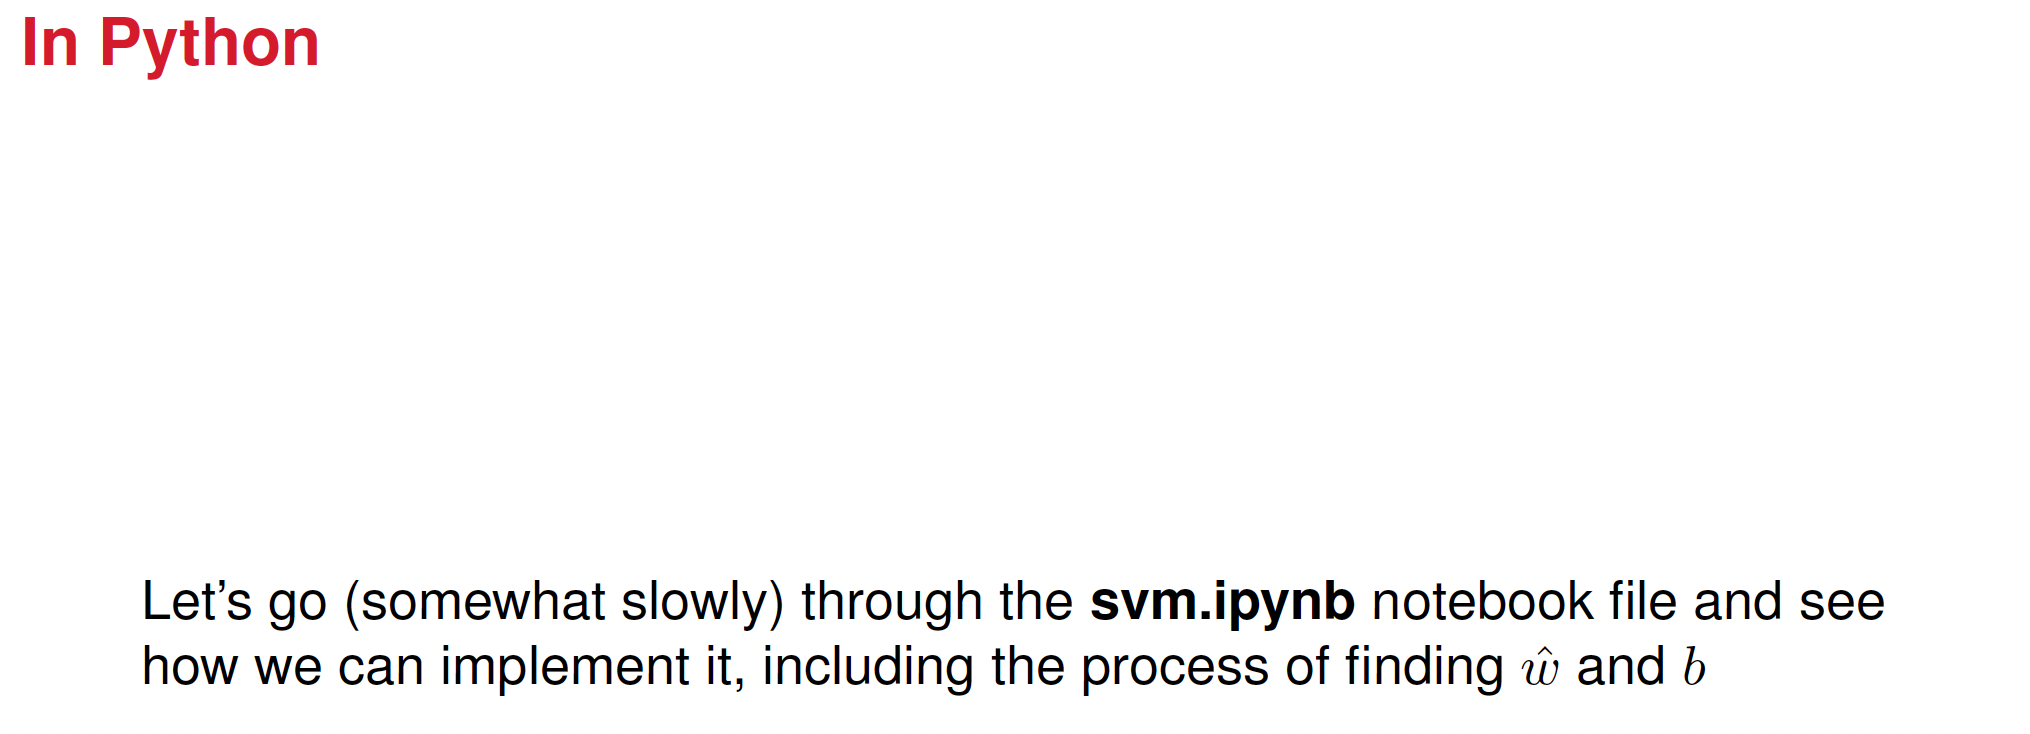 In Python
Let’s go (somewhat slowly) through the svm.ipynb notebook file and see
how we can implement it, including the process of finding ŵ and b